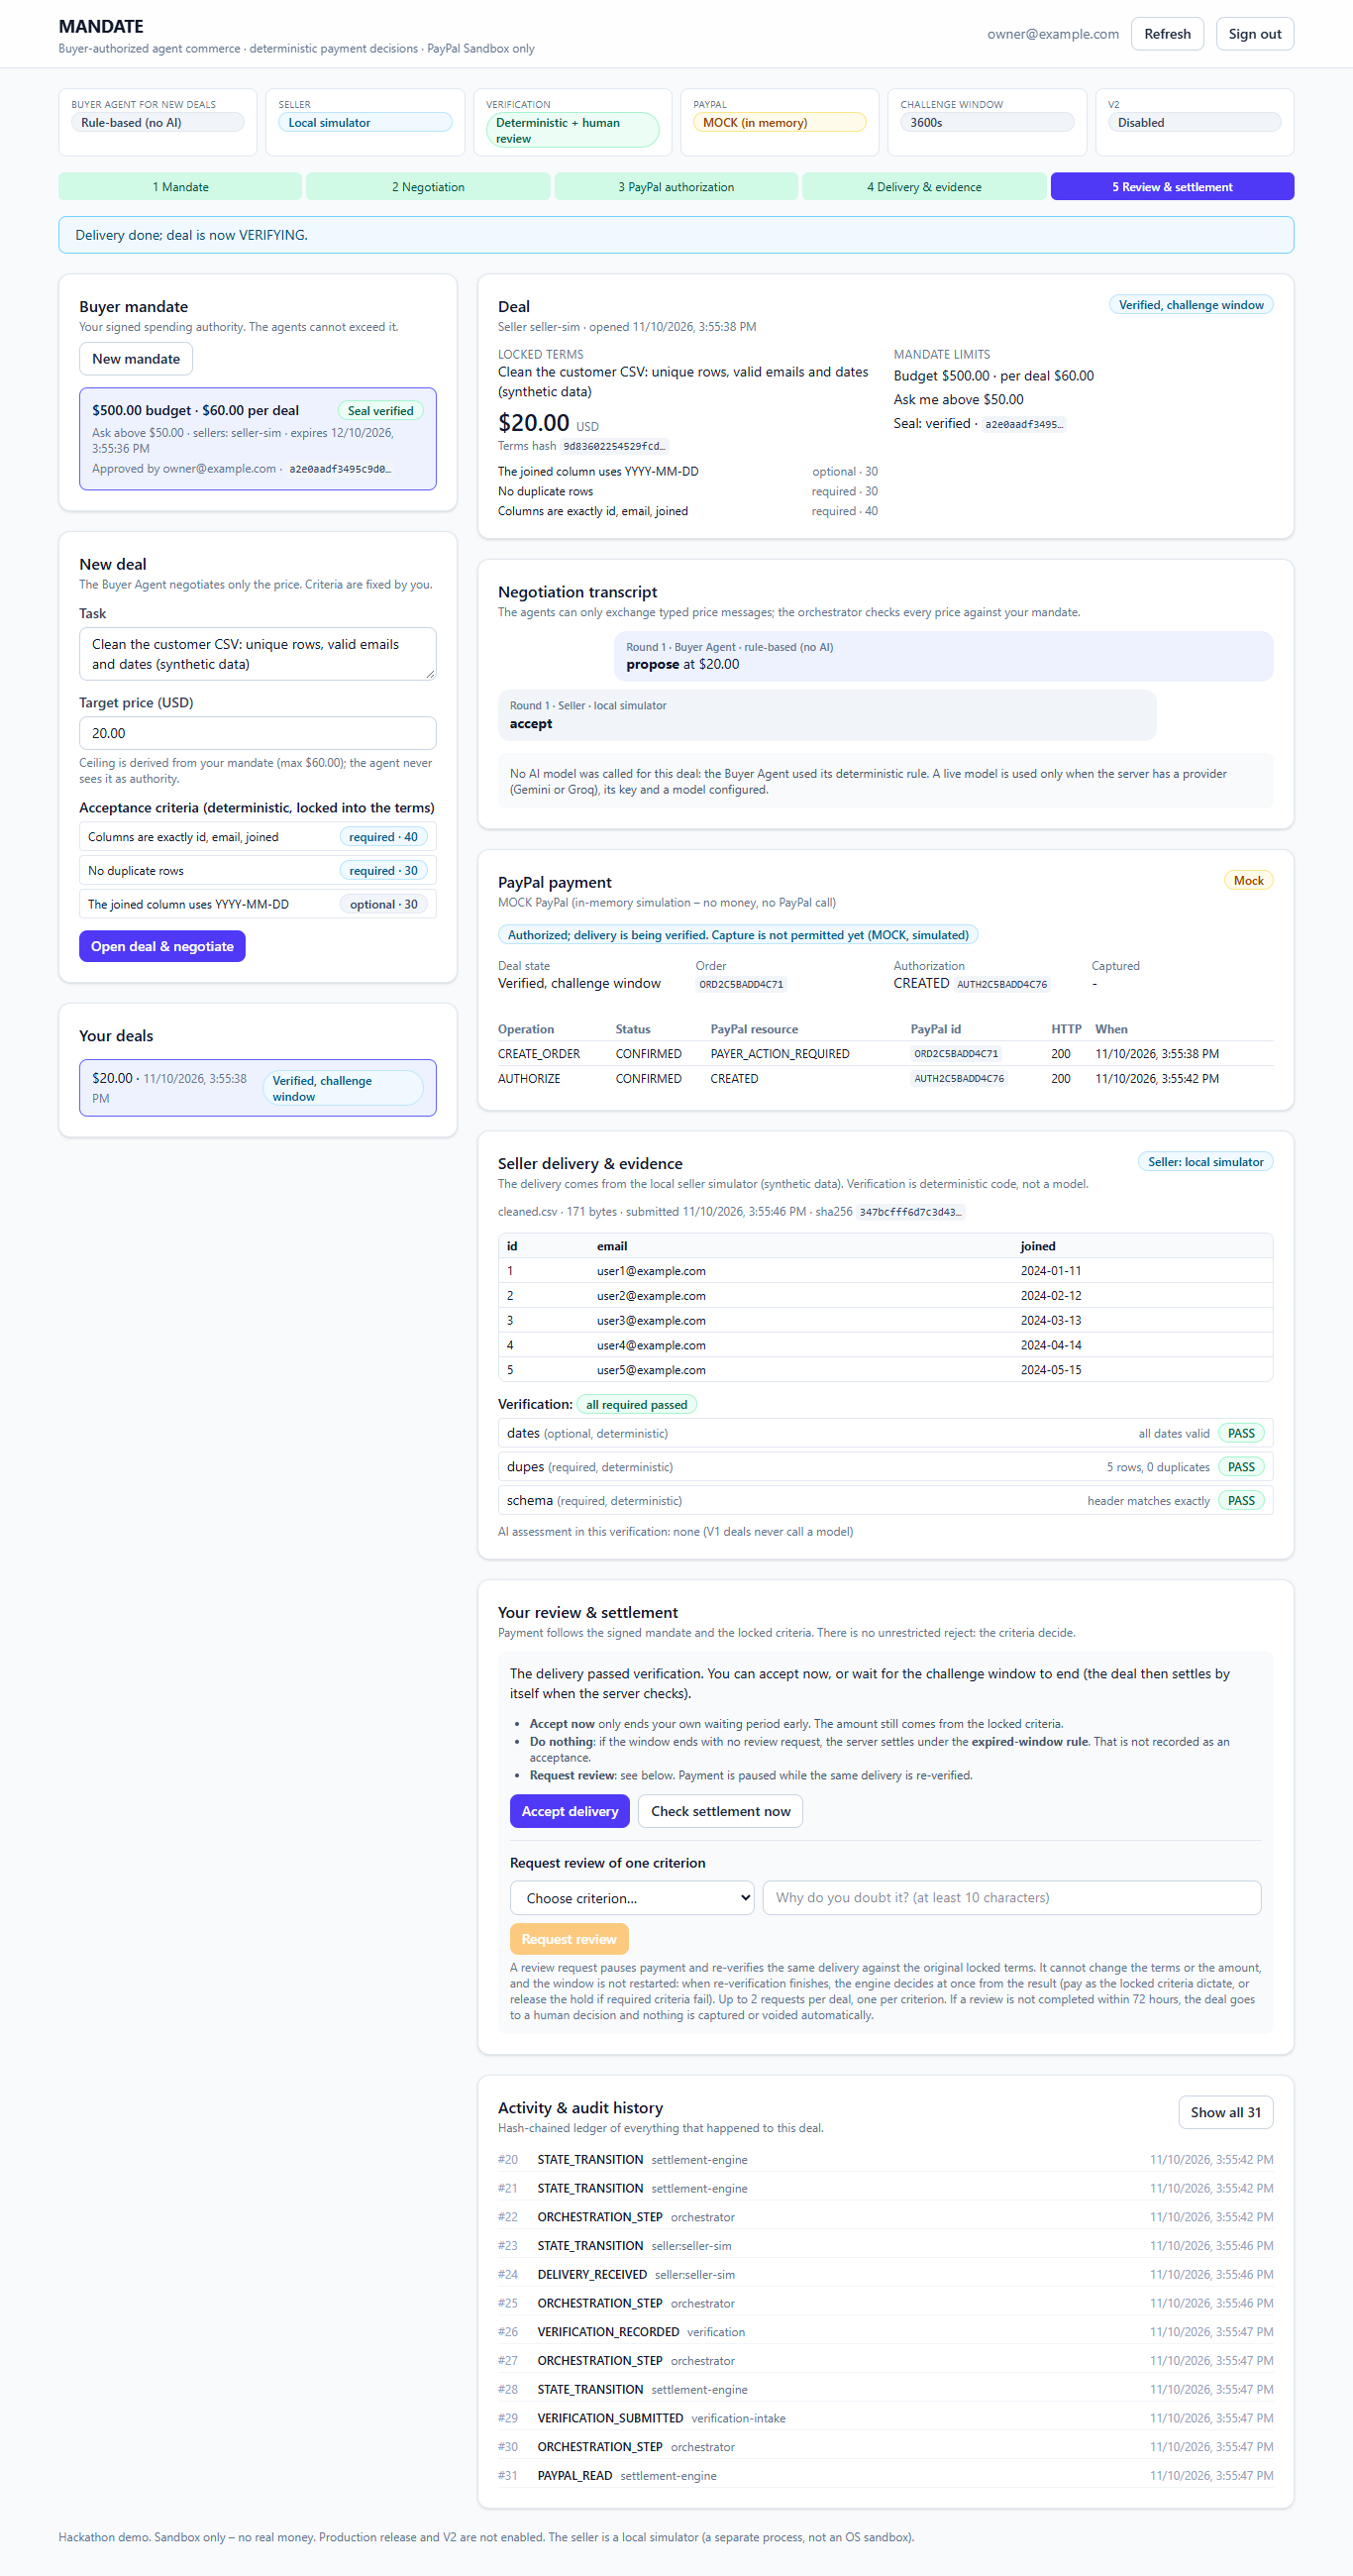 MANDATE
Buyer-authorized agent commerce · deterministic payment decisions · PayPal Sandbox only
owner@example.com
Refresh
Sign out
BUYER AGENT FOR NEW DEALS
Rule-based (no AI)
SELLER
Local simulator
VERIFICATION
Deterministic + human
review
PAYPAL
MOCK (in memory)
CHALLENGE WINDOW
3600s
V2
Disabled
1 Mandate
2 Negotiation
3 PayPal authorization
4 Delivery & evidence
5 Review & settlement
Delivery done; deal is now VERIFYING.
Buyer mandate
Your signed spending authority. The agents cannot exceed it.
New mandate
$500.00 budget · $60.00 per deal
Seal verified
Ask above $50.00 · sellers: seller-sim · expires 12/10/2026,
3:55:36 PM
Approved by owner@example.com · a2e0aadf3495c9d0…
New deal
The Buyer Agent negotiates only the price. Criteria are fixed by you.
Task
Clean the customer CSV: unique rows, valid emails
and dates (synthetic data)
Target price (USD)
20.00
Ceiling is derived from your mandate (max $60.00); the agent never
sees it as authority.
Acceptance criteria (deterministic, locked into the terms)
Columns are exactly id, email, joined
required · 40
No duplicate rows
required · 30
The joined column uses YYYY-MM-DD
optional · 30
Open deal & negotiate
Your deals
$20.00 · 11/10/2026, 3:55:38
PM
Verified, challenge
window
Deal
Verified, challenge window
Seller seller-sim · opened 11/10/2026, 3:55:38 PM
LOCKED TERMS
Clean the customer CSV: unique rows, valid emails and dates
(synthetic data)
$20.00 USD
Terms hash 9d83602254529fcd…
The joined column uses YYYY-MM-DD
optional · 30
No duplicate rows
required · 30
Columns are exactly id, email, joined
required · 40
MANDATE LIMITS
Budget $500.00 · per deal $60.00
Ask me above $50.00
Seal: verified · a2e0aadf3495…
Negotiation transcript
The agents can only exchange typed price messages; the orchestrator checks every price against your mandate.
Round 1 · Buyer Agent · rule-based (no AI)
propose at $20.00
Round 1 · Seller · local simulator
accept
No AI model was called for this deal: the Buyer Agent used its deterministic rule. A live model is used only when the server has a provider
(Gemini or Groq), its key and a model configured.
PayPal payment
Mock
MOCK PayPal (in-memory simulation – no money, no PayPal call)
Authorized; delivery is being verified. Capture is not permitted yet (MOCK, simulated)
Deal state
Verified, challenge window
Order
ORD2C5BADD4C71
Authorization
CREATED AUTH2C5BADD4C76
Captured
-
Operation Status PayPal resource PayPal id HTTP When
CREATE_ORDER CONFIRMED PAYER_ACTION_REQUIRED ORD2C5BADD4C71 200 11/10/2026, 3:55:38 PM
AUTHORIZE CONFIRMED CREATED AUTH2C5BADD4C76 200 11/10/2026, 3:55:42 PM
Seller delivery & evidence
Seller: local simulator
The delivery comes from the local seller simulator (synthetic data). Verification is deterministic code, not a model.
cleaned.csv · 171 bytes · submitted 11/10/2026, 3:55:46 PM · sha256 347bcfff6d7c3d43…
id email joined
1 user1@example.com 2024-01-11
2 user2@example.com 2024-02-12
3 user3@example.com 2024-03-13
4 user4@example.com 2024-04-14
5 user5@example.com 2024-05-15
Verification: all required passed
dates (optional, deterministic) all dates valid PASS
dupes (required, deterministic) 5 rows, 0 duplicates PASS
schema (required, deterministic) header matches exactly PASS
AI assessment in this verification: none (V1 deals never call a model)
Your review & settlement
Payment follows the signed mandate and the locked criteria. There is no unrestricted reject: the criteria decide.
The delivery passed verification. You can accept now, or wait for the challenge window to end (the deal then settles by
itself when the server checks).
• Accept now only ends your own waiting period early. The amount still comes from the locked criteria.
• Do nothing: if the window ends with no review request, the server settles under the expired-window rule. That is not recorded as an
acceptance.
• Request review: see below. Payment is paused while the same delivery is re-verified.
Accept delivery
Check settlement now
Request review of one criterion
Choose criterion...
Why do you doubt it? (at least 10 characters)
Request review
A review request pauses payment and re-verifies the same delivery against the original locked terms. It cannot change the terms or the amount,
and the window is not restarted: when re-verification finishes, the engine decides at once from the result (pay as the locked criteria dictate, or
release the hold if required criteria fail). Up to 2 requests per deal, one per criterion. If a review is not completed within 72 hours, the deal goes
to a human decision and nothing is captured or voided automatically.
Activity & audit history
Show all 31
Hash-chained ledger of everything that happened to this deal.
#20 STATE_TRANSITION settlement-engine 11/10/2026, 3:55:42 PM
#21 STATE_TRANSITION settlement-engine 11/10/2026, 3:55:42 PM
#22 ORCHESTRATION_STEP orchestrator 11/10/2026, 3:55:42 PM
#23 STATE_TRANSITION seller:seller-sim 11/10/2026, 3:55:46 PM
#24 DELIVERY_RECEIVED seller:seller-sim 11/10/2026, 3:55:46 PM
#25 ORCHESTRATION_STEP orchestrator 11/10/2026, 3:55:46 PM
#26 VERIFICATION_RECORDED verification 11/10/2026, 3:55:47 PM
#27 ORCHESTRATION_STEP orchestrator 11/10/2026, 3:55:47 PM
#28 STATE_TRANSITION settlement-engine 11/10/2026, 3:55:47 PM
#29 VERIFICATION_SUBMITTED verification-intake 11/10/2026, 3:55:47 PM
#30 ORCHESTRATION_STEP orchestrator 11/10/2026, 3:55:47 PM
#31 PAYPAL_READ settlement-engine 11/10/2026, 3:55:47 PM
Hackathon demo. Sandbox only – no real money. Production release and V2 are not enabled. The seller is a local simulator (a separate process, not an OS sandbox).